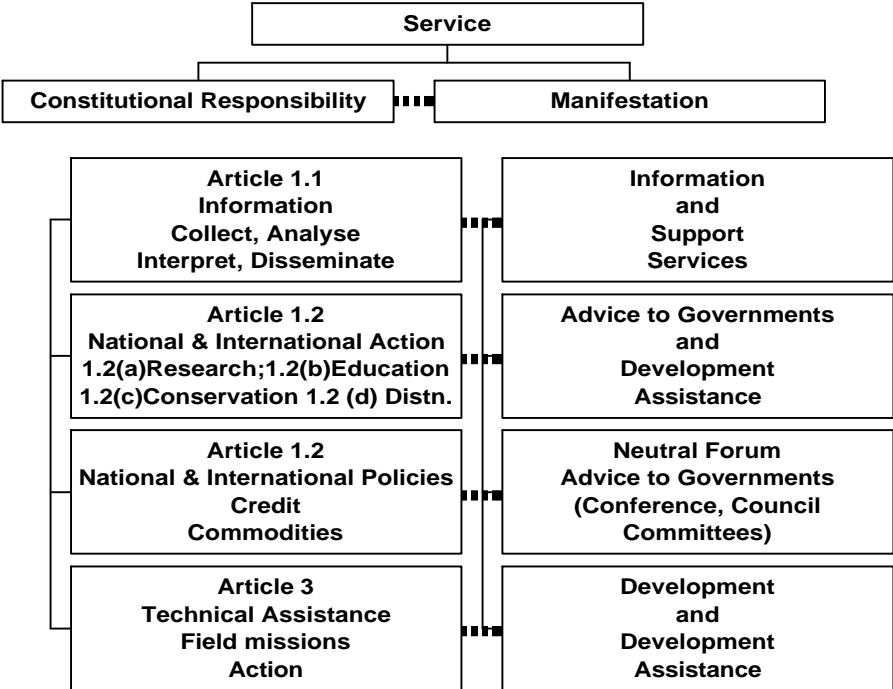 Service
Constitutional Responsibility
Manifestation
Article 1.1
Information
Collect, Analyse
Interpret, Disseminate
Information
and
Support
Services
Article 1.2
National & International Action
1.2(a)Research;1.2(b)Education
1.2(c)Conservation 1.2 (d) Distn.
Advice to Governments
and
Development
Assistance
Article 1.2
National & International Policies
Credit
Commodities
Neutral Forum
Advice to Governments
(Conference, Council
Committees)
Article 3
Technical Assistance
Field missions
Action
Development
and
Development
Assistance